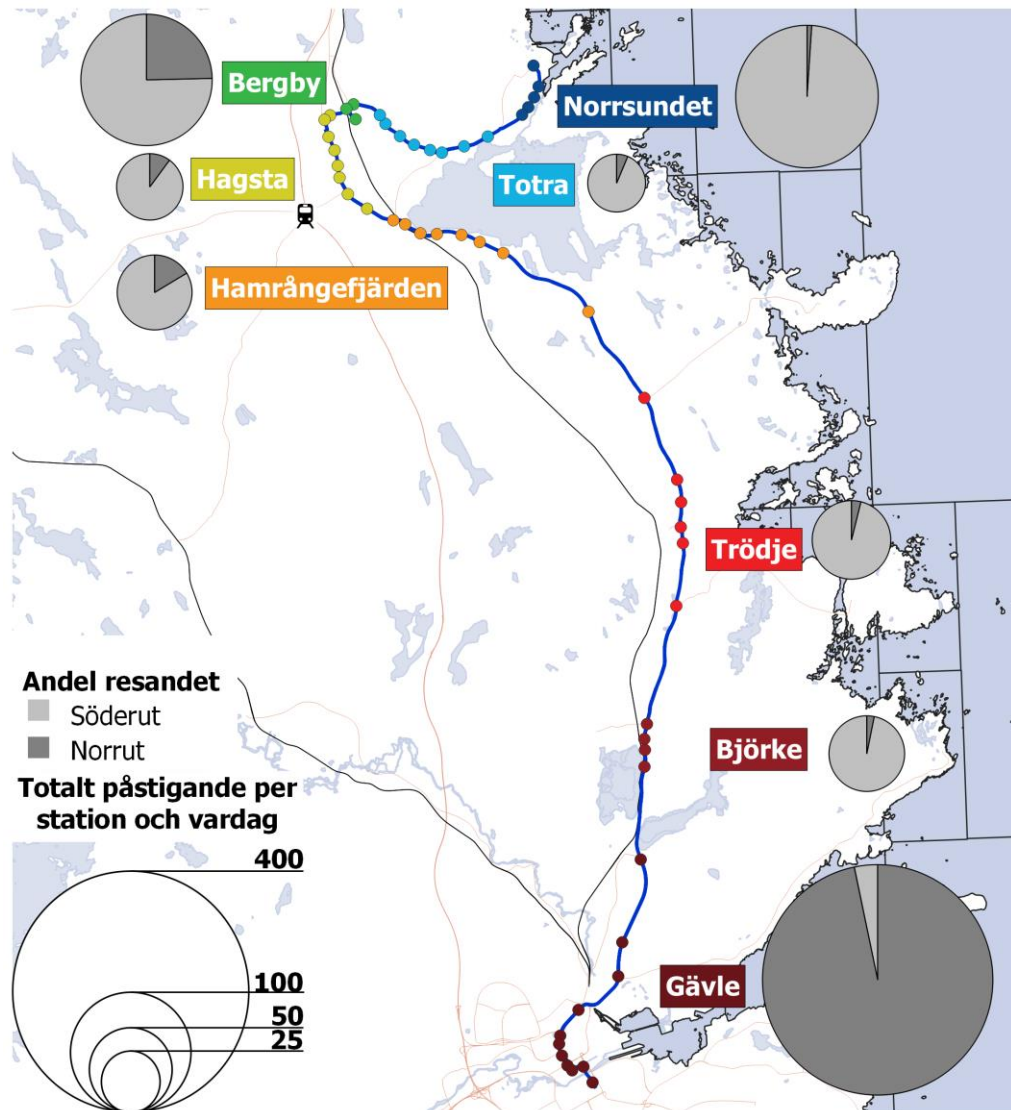 Bergby
Norrsundet
Hagsta
Totra
Hamrångefjärden
Trödje
Andel resandet
Söderut
Norrut
Björke
Totalt påstigande per
station och vardag
400
100
50
25
Gävle